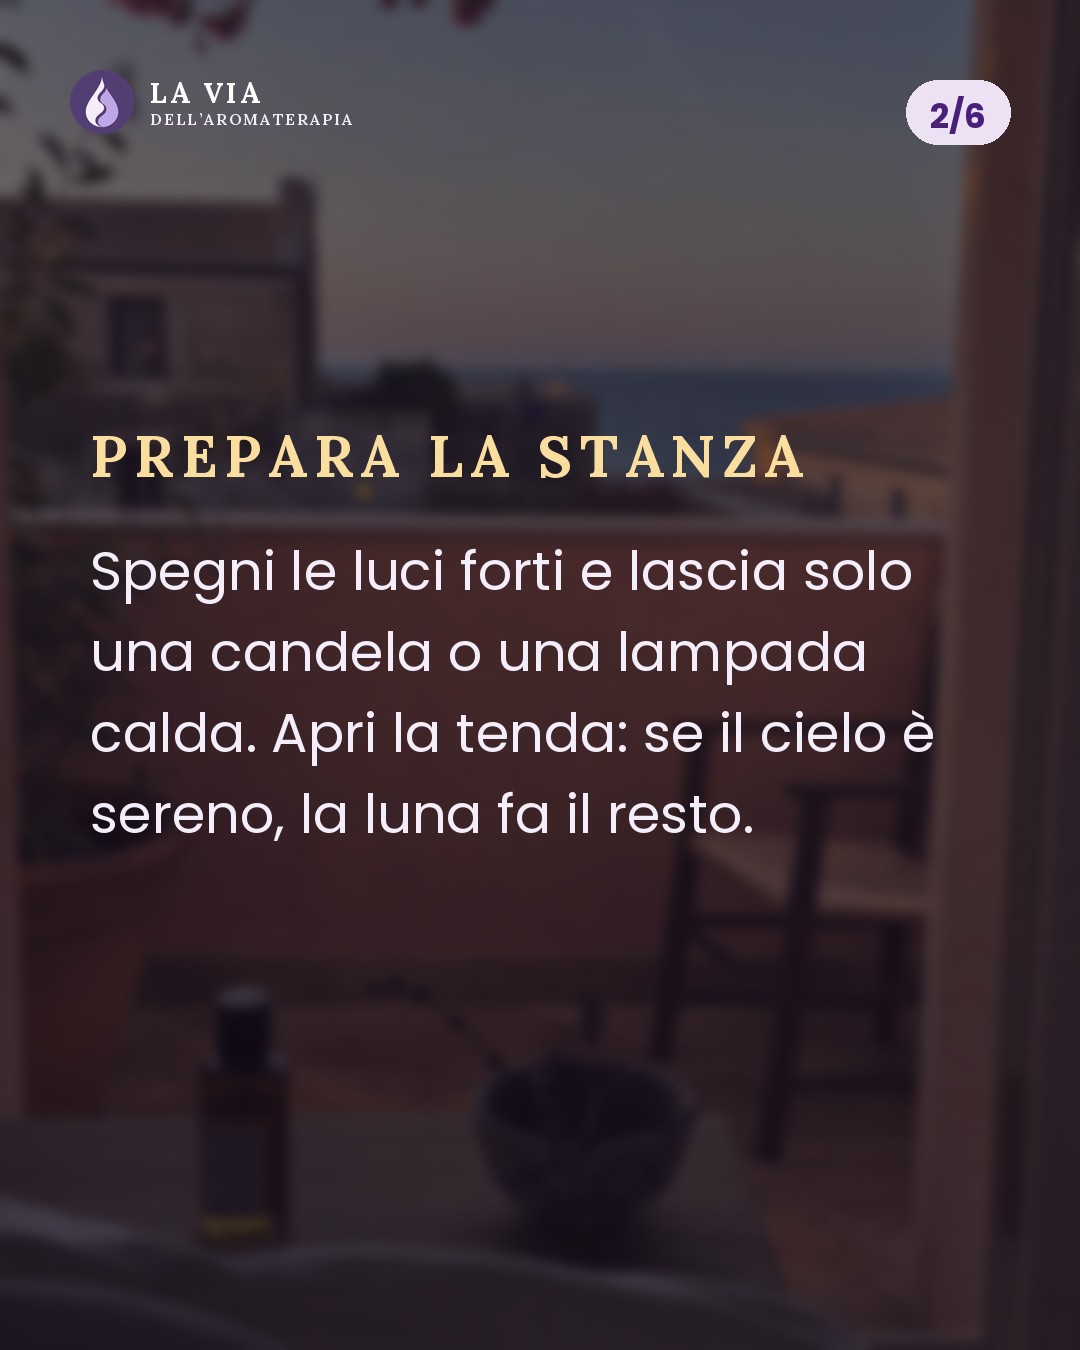 LA VIA
DELL'AROMATERAPIA
2/6
PREPARA LA STANZA
Spegni le luci forti e lascia solo
una candela o una lampada
calda. Apri la tenda: se il cielo è
sereno, la luna fa il resto.